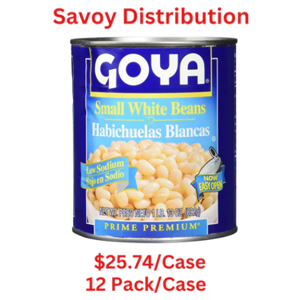 Savoy Distribution
GOYA
Small White Beans
Habichuelas Blancas
Low Sodium
Bajo en Sodio
NOW
EASY OPEN
PRIME PREMIUM
$25.74/Case
12 Pack/Case